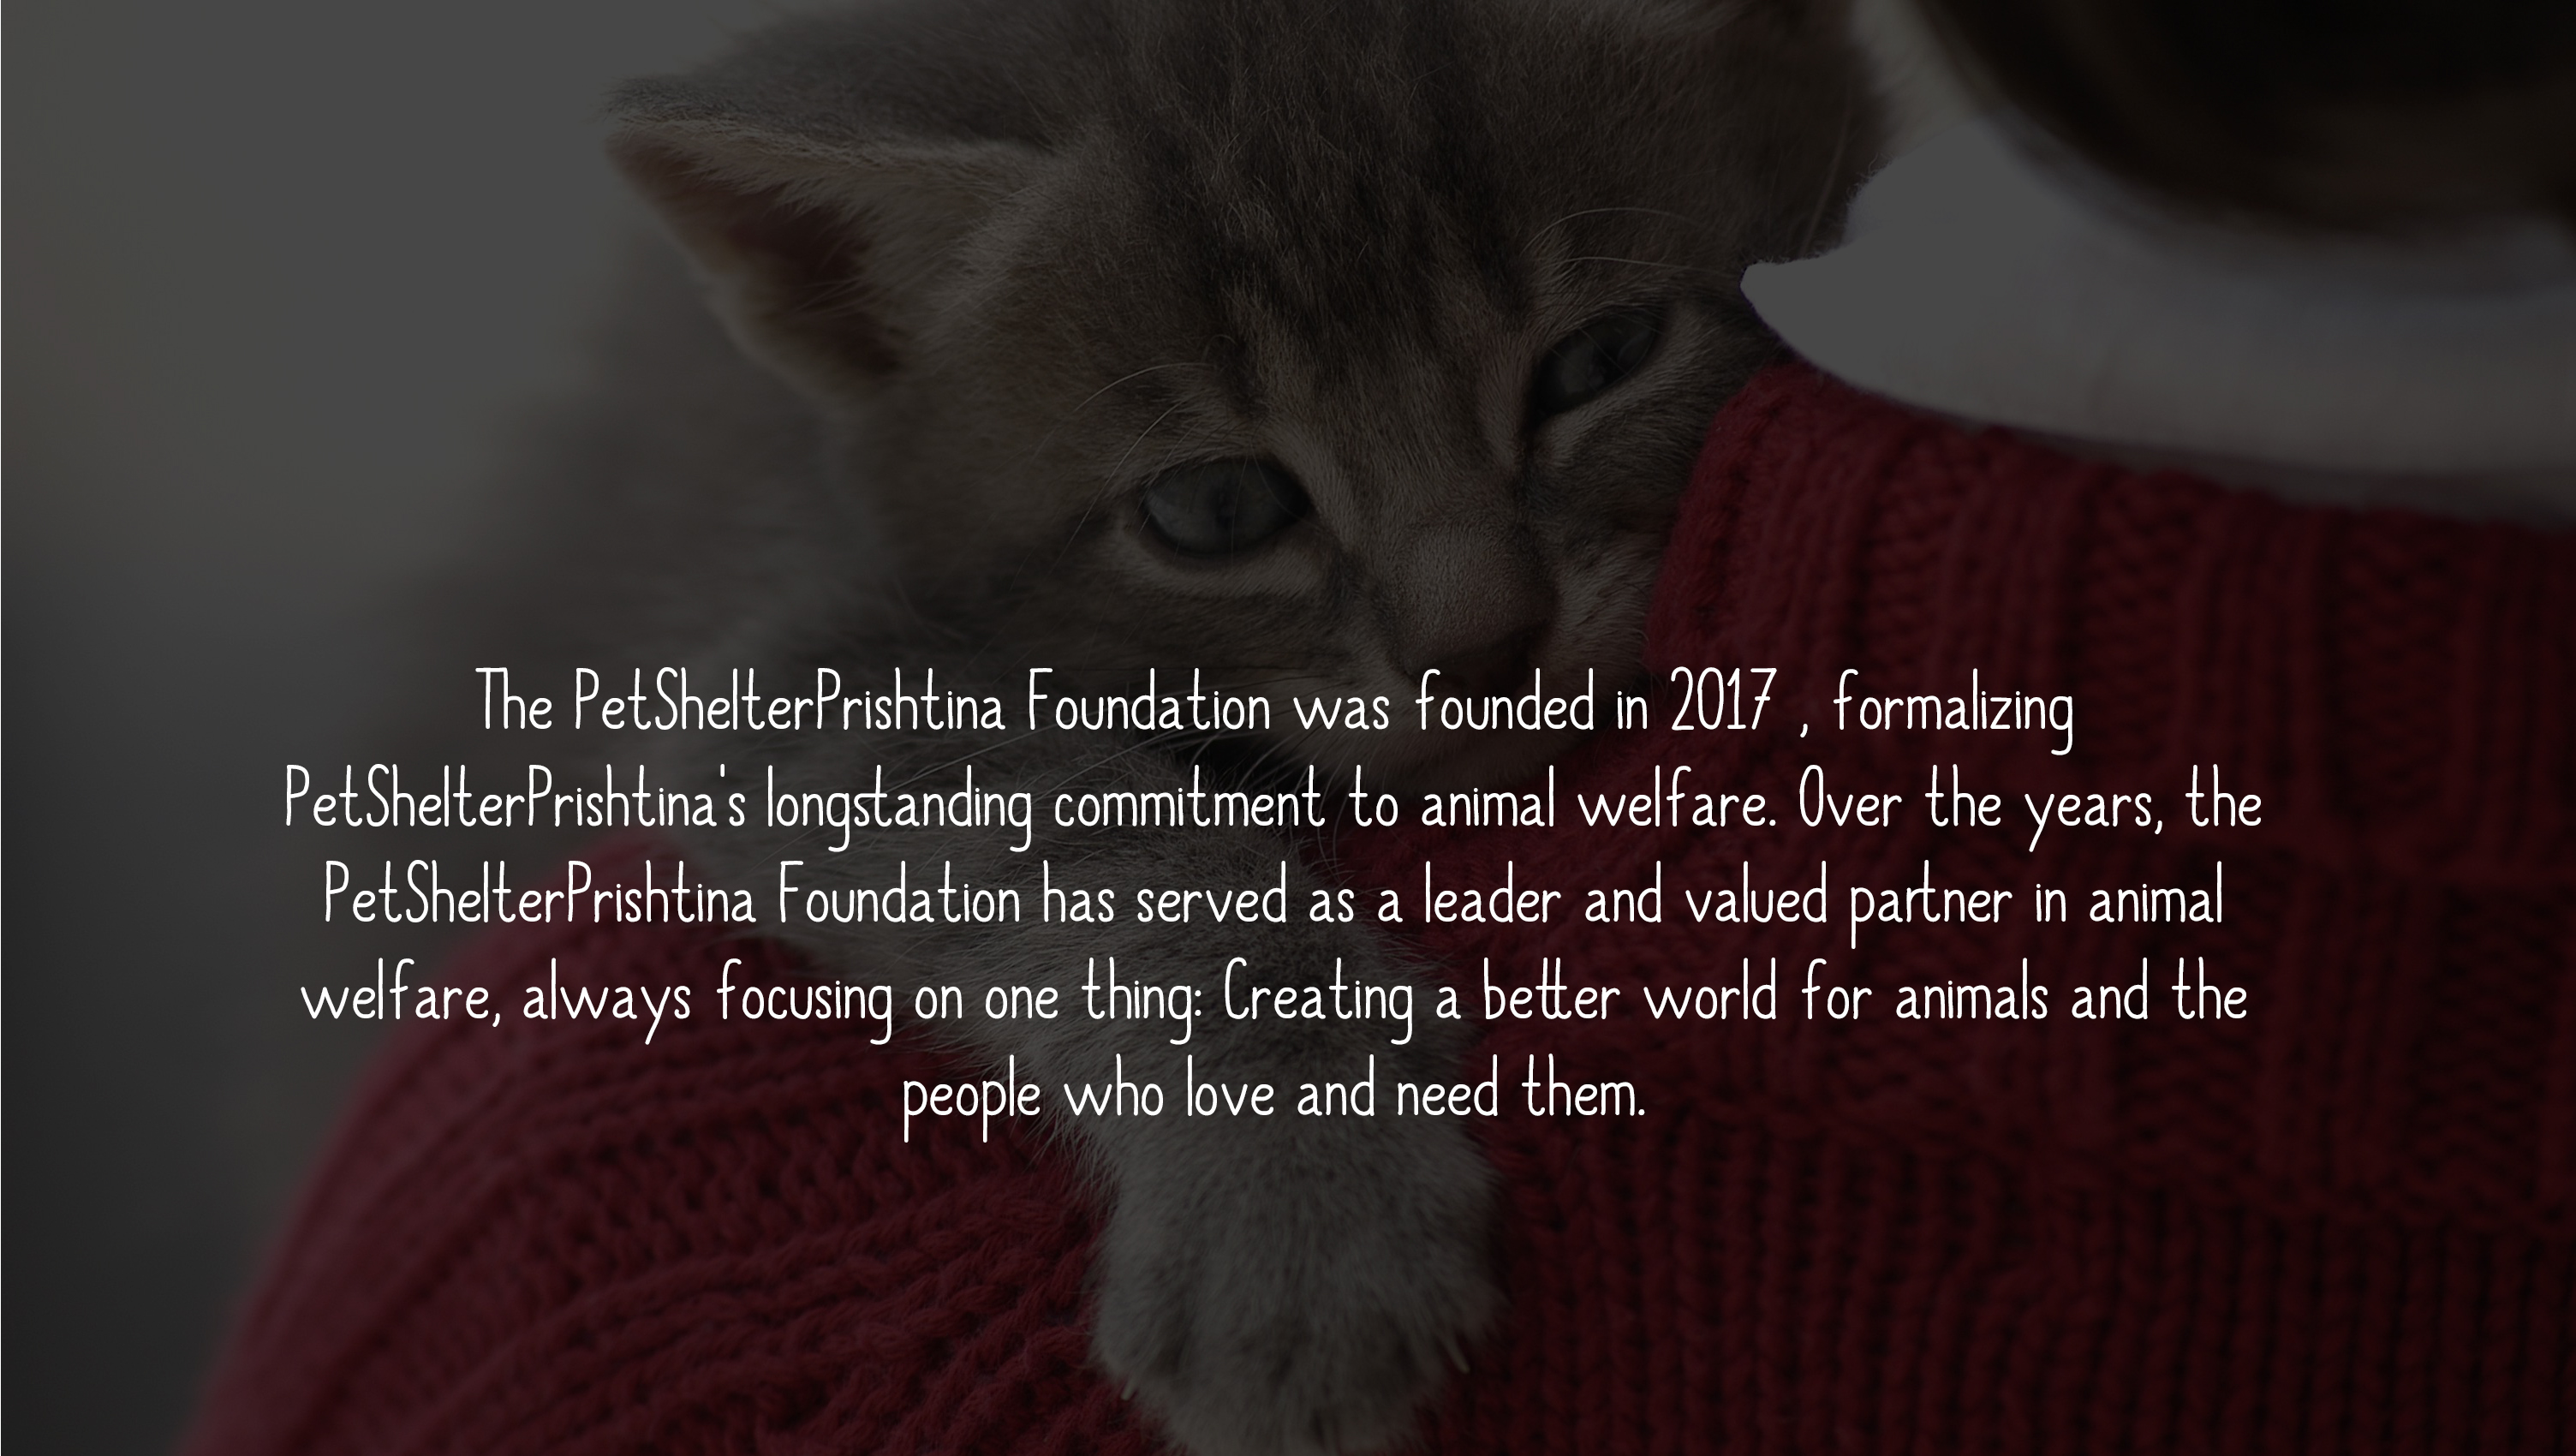 The PetShelterPrishtina Foundation was founded in 2017 , formalizing
PetShelterPrishtina's longstanding commitment to animal welfare. Over the years, the
PetShelterPrishtina Foundation has served as a leader and valued partner in animal
welfare, always focusing on one thing: Creating a better world for animals and the
people who love and need them.